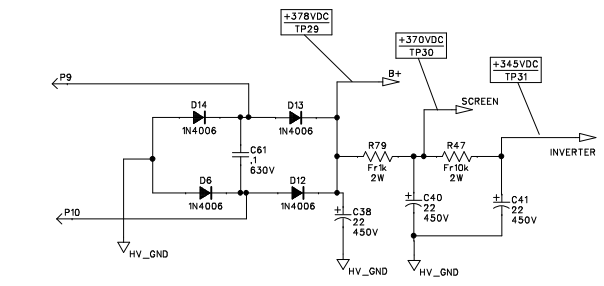 +378VDC
TP29
+370VDC
TP30
+345VDC
TP31
P9
B+
SCREEN
D14
1N4006
D13
1N4006
C61
.1
630V
R79
Fr1k
2W
R47
Fr10k
2W
INVERTER
D6
1N4006
D12
1N4006
P10
C38
22
450V
C40
22
450V
C41
22
450V
HV_GND
HV_GND
HV_GND